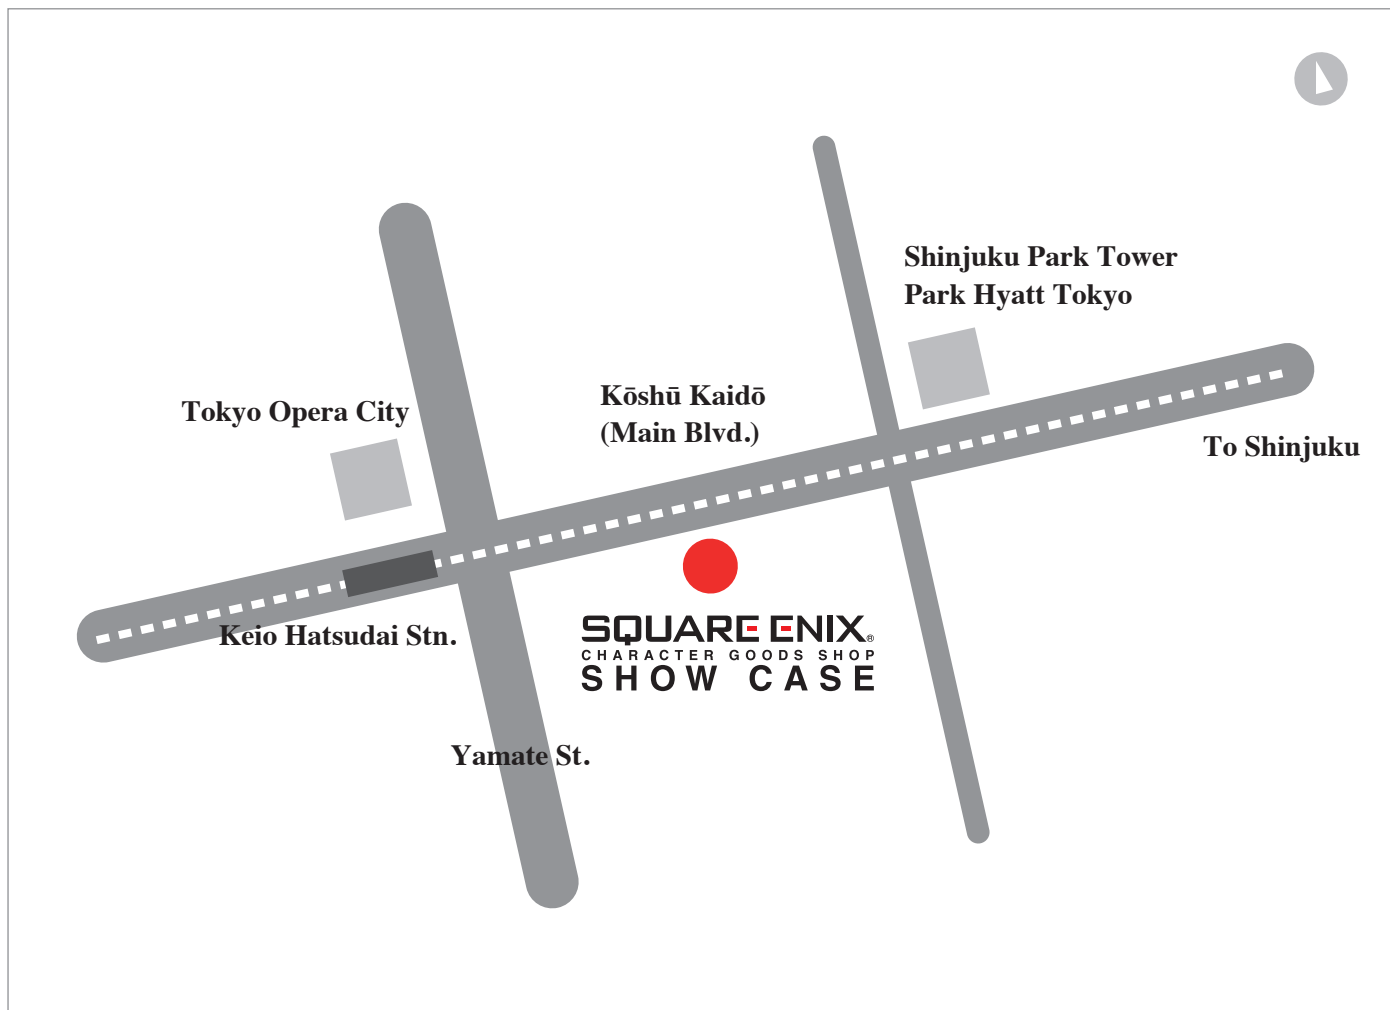 Shinjuku Park Tower
Park Hyatt Tokyo
Kōshū Kaidō
(Main Blvd.)
Tokyo Opera City
To Shinjuku
Keio Hatsudai Stn.
SQUARE ENIX®
CHARACTER GOODS SHOP
SHOW CASE
Yamate St.